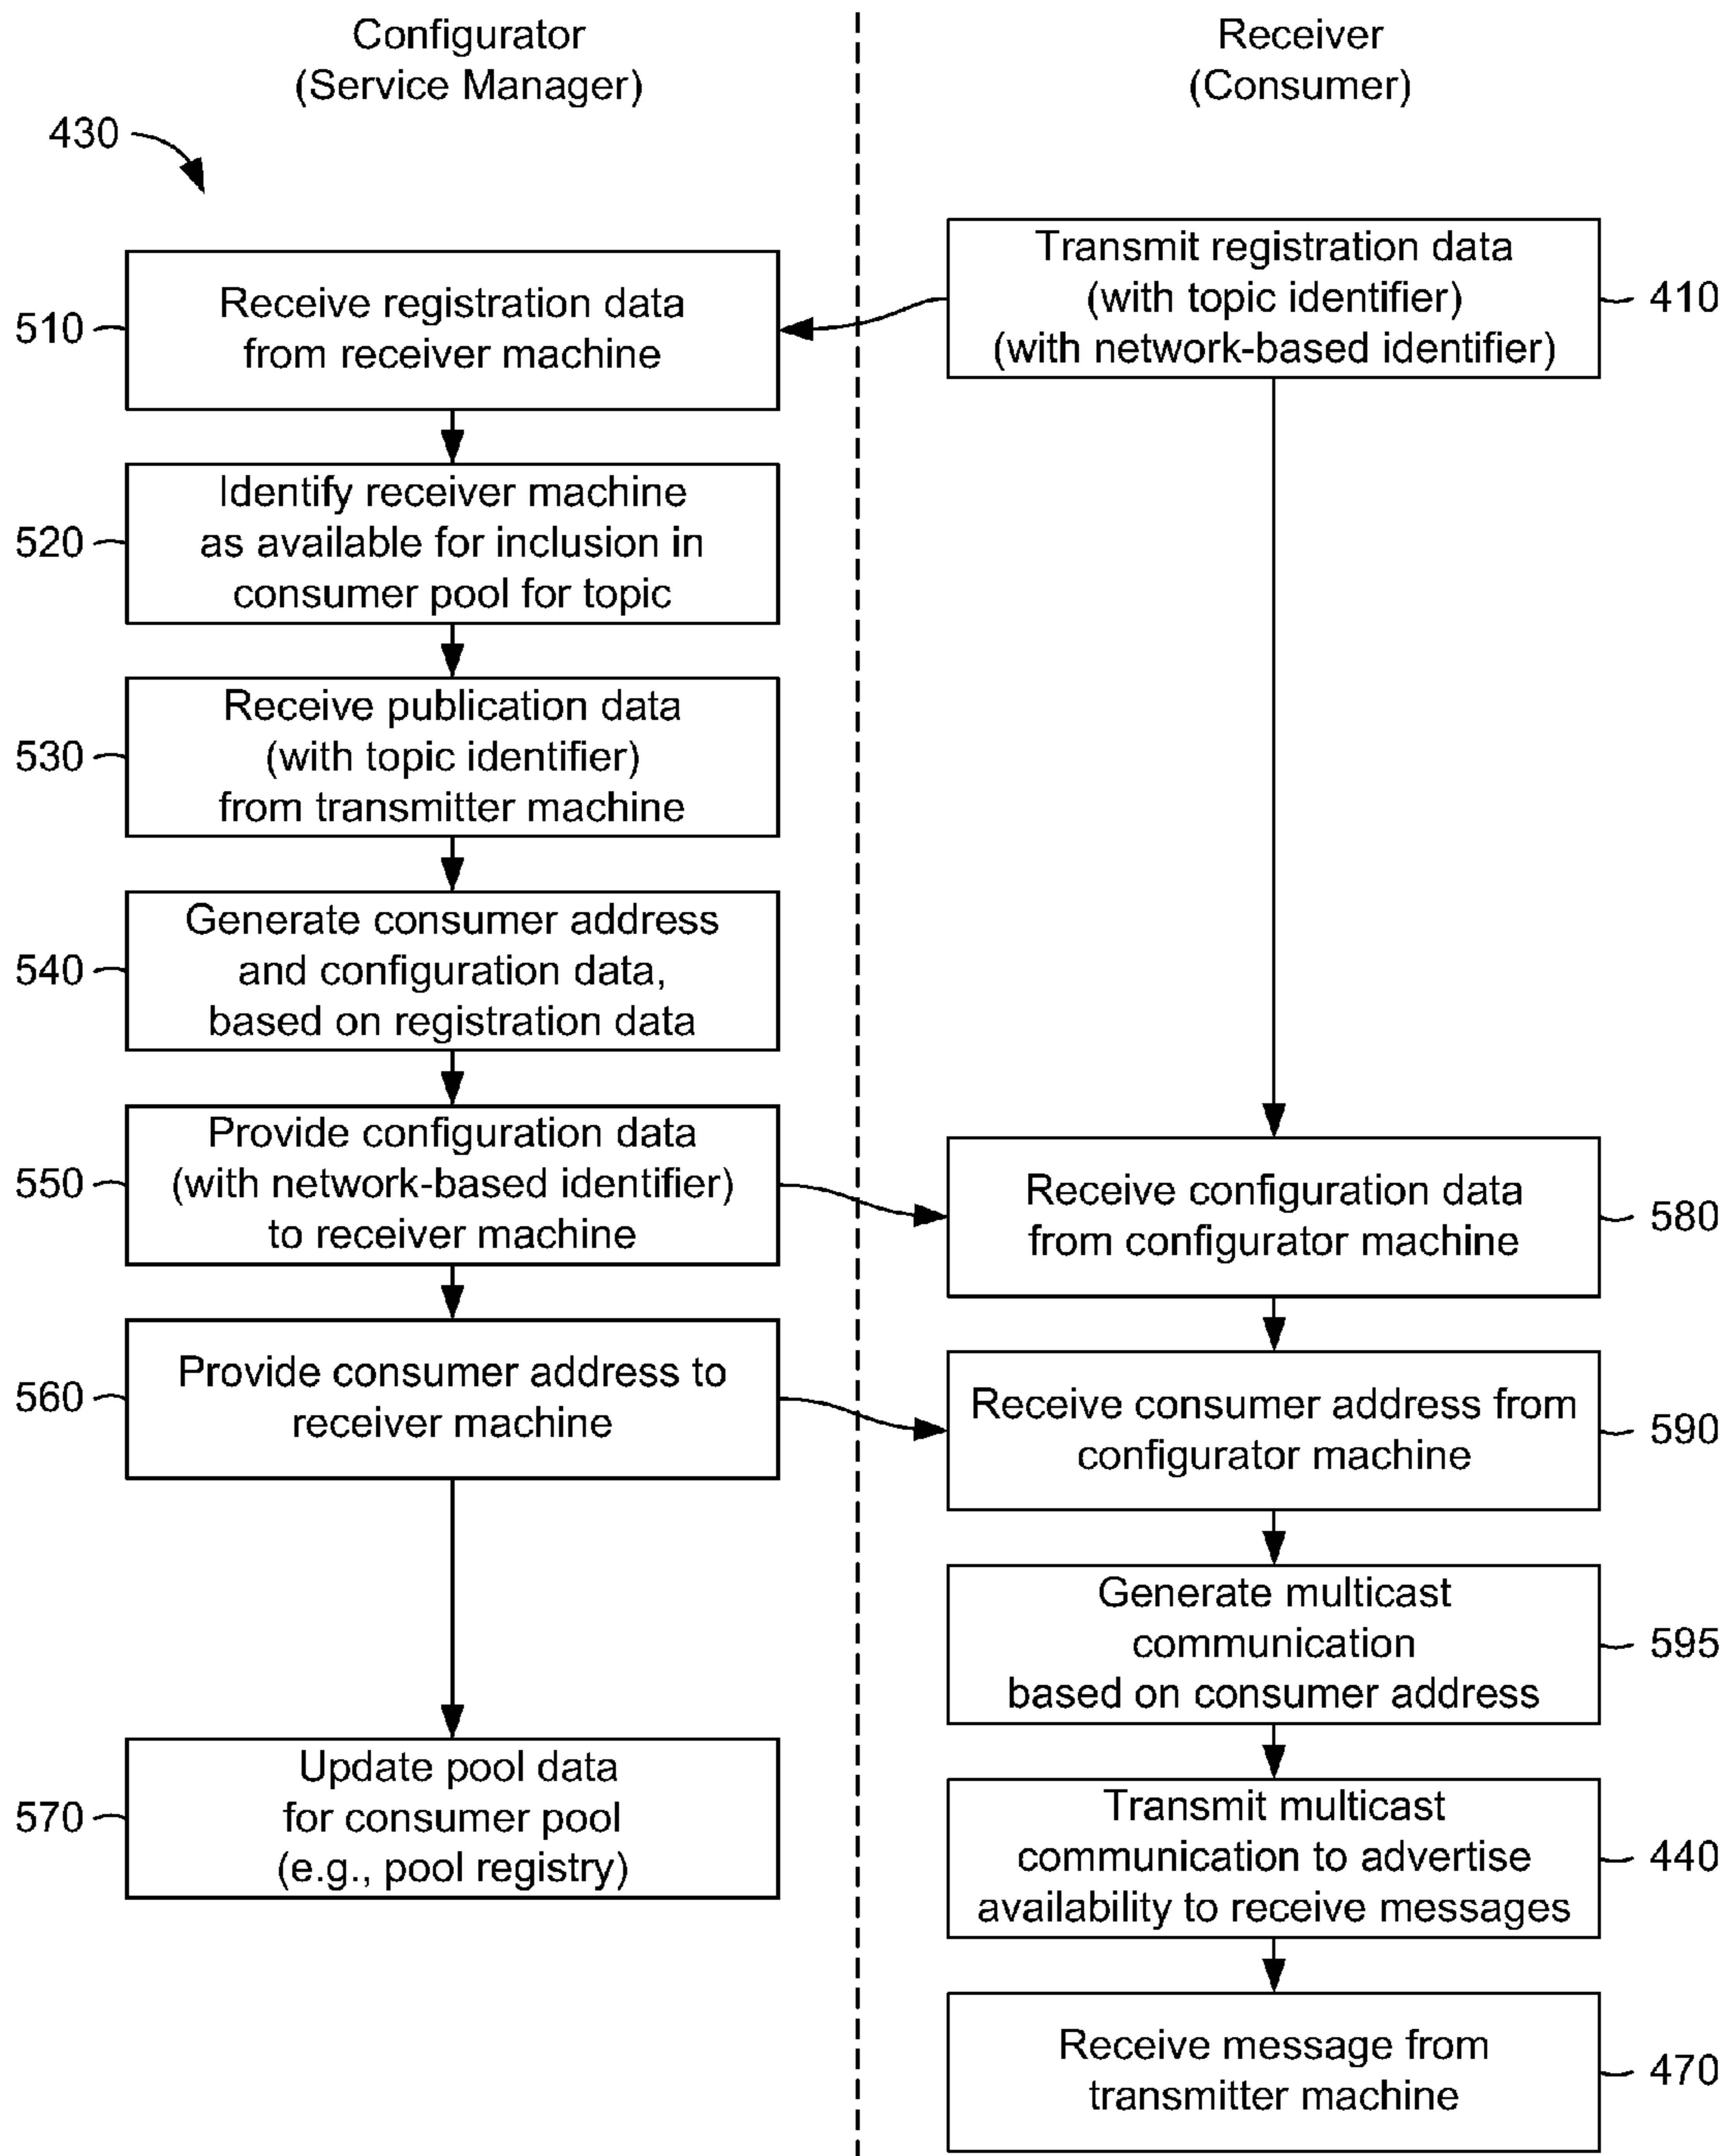 Configurator
(Service Manager)
Receiver
(Consumer)
430
510
Receive registration data
from receiver machine
Transmit registration data
(with topic identifier)
(with network-based identifier)
410
520
Identify receiver machine
as available for inclusion in
consumer pool for topic
530
Receive publication data
(with topic identifier)
from transmitter machine
540
Generate consumer address
and configuration data,
based on registration data
550
Provide configuration data
(with network-based identifier)
to receiver machine
Receive configuration data
from configurator machine
580
560
Provide consumer address to
receiver machine
Receive consumer address from
configurator machine
590
Generate multicast
communication
based on consumer address
595
570
Update pool data
for consumer pool
(e.g., pool registry)
Transmit multicast
communication to advertise
availability to receive messages
440
Receive message from
transmitter machine
470